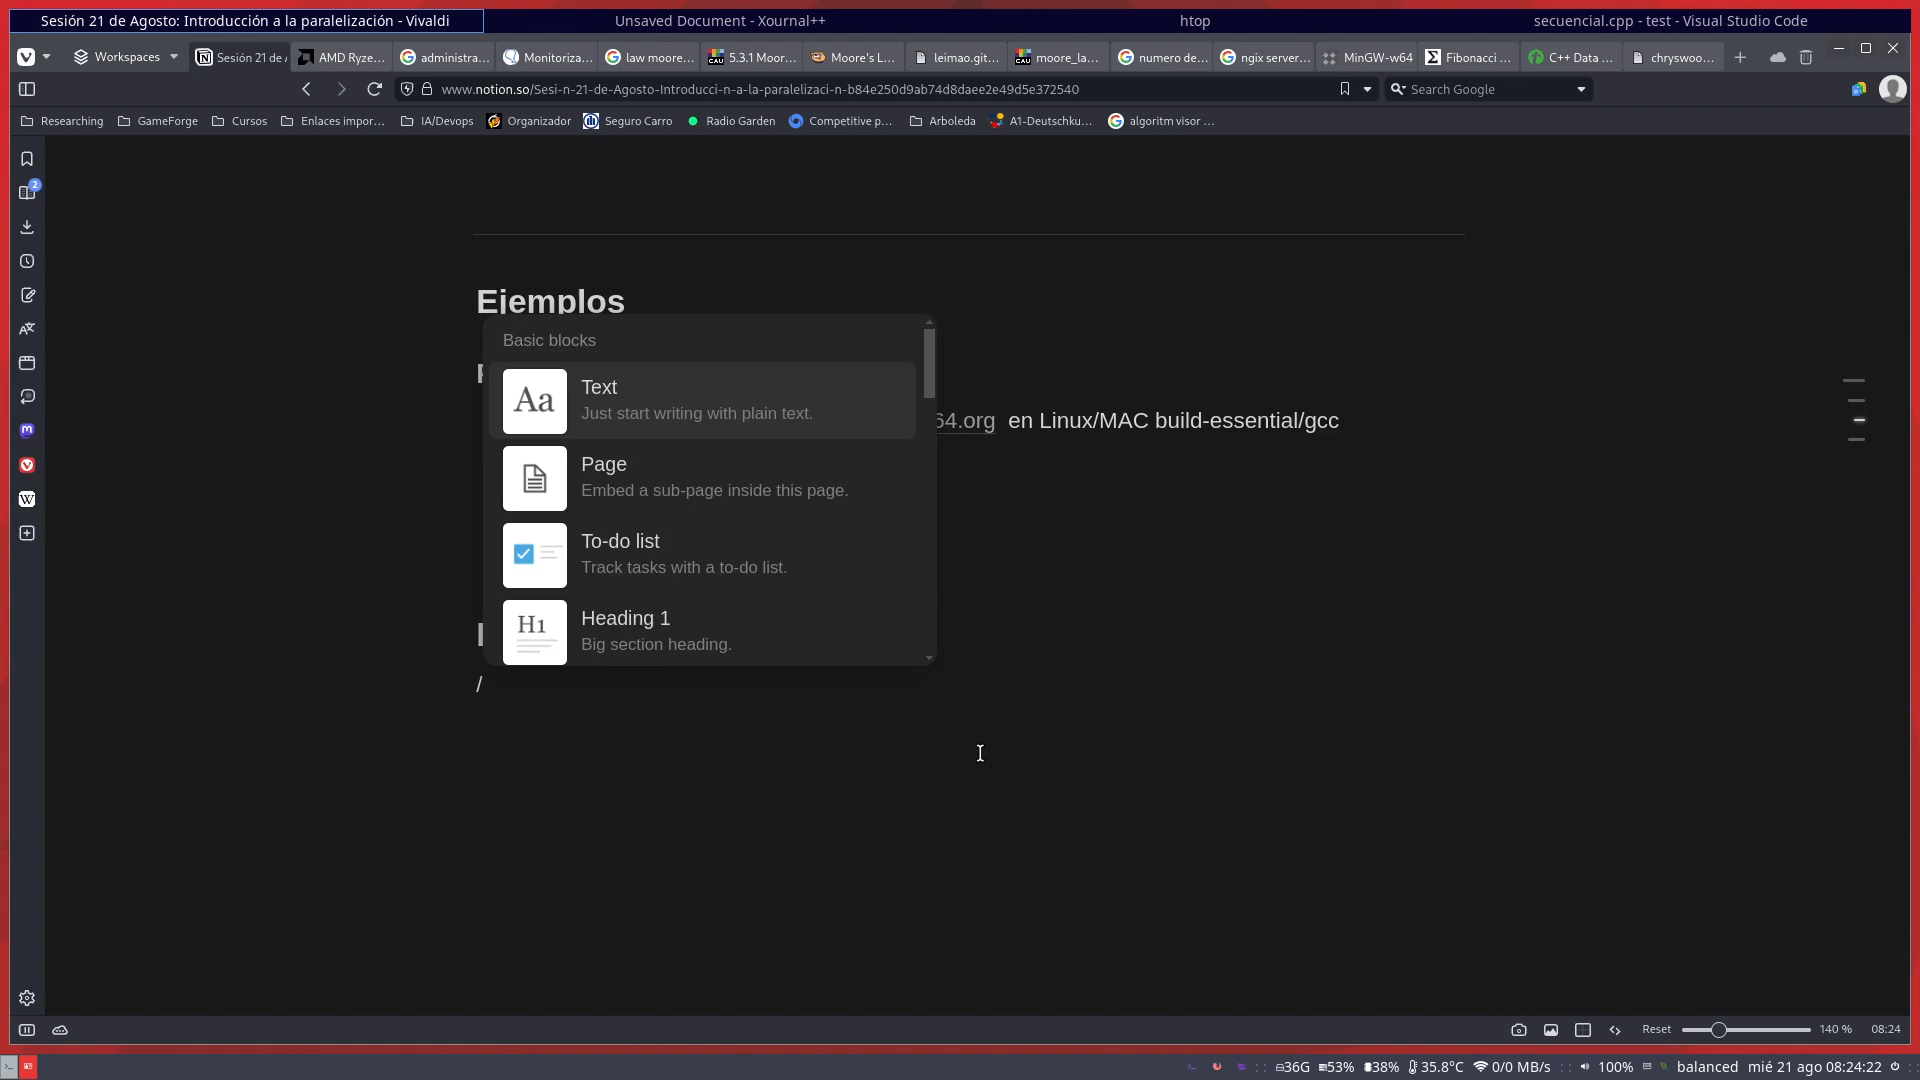 Sesión 21 de Agosto: Introducción a la paralelización - Vivaldi
Unsaved Document - Xournal++
htop
secuencial.cpp - test - Visual Studio Code
Workspaces
Sesión 21 de
AMD Ryze...
administra...
Monitoriza...
law moore...
5.3.1 Moor...
Moore's L...
leimao.git...
moore_la...
numero de...
ngix server...
MinGW-w64
Fibonacci ...
C++ Data ...
chryswoo...
www.notion.so/Sesi-n-21-de-Agosto-Introducci-n-a-la-paralelizaci-n-b84e250d9ab74d8daee2e49d5e372540
Search Google
Researching
GameForge
Cursos
Enlaces impor...
IA/Devops
Organizador
Seguro Carro
Radio Garden
Competitive p...
Arboleda
A1-Deutschku...
algoritm visor ...
2
Ejemplos
Basic blocks
Aa
Text
Just start writing with plain text.
64.org en Linux/MAC build-essential/gcc
Page
Embed a sub-page inside this page.
To-do list
Track tasks with a to-do list.
H1
Heading 1
Big section heading.
/
Reset
140 %
08:24
36G
53%
38%
35.8°C
0/0 MB/s
100%
balanced
mié 21 ago 08:24:22